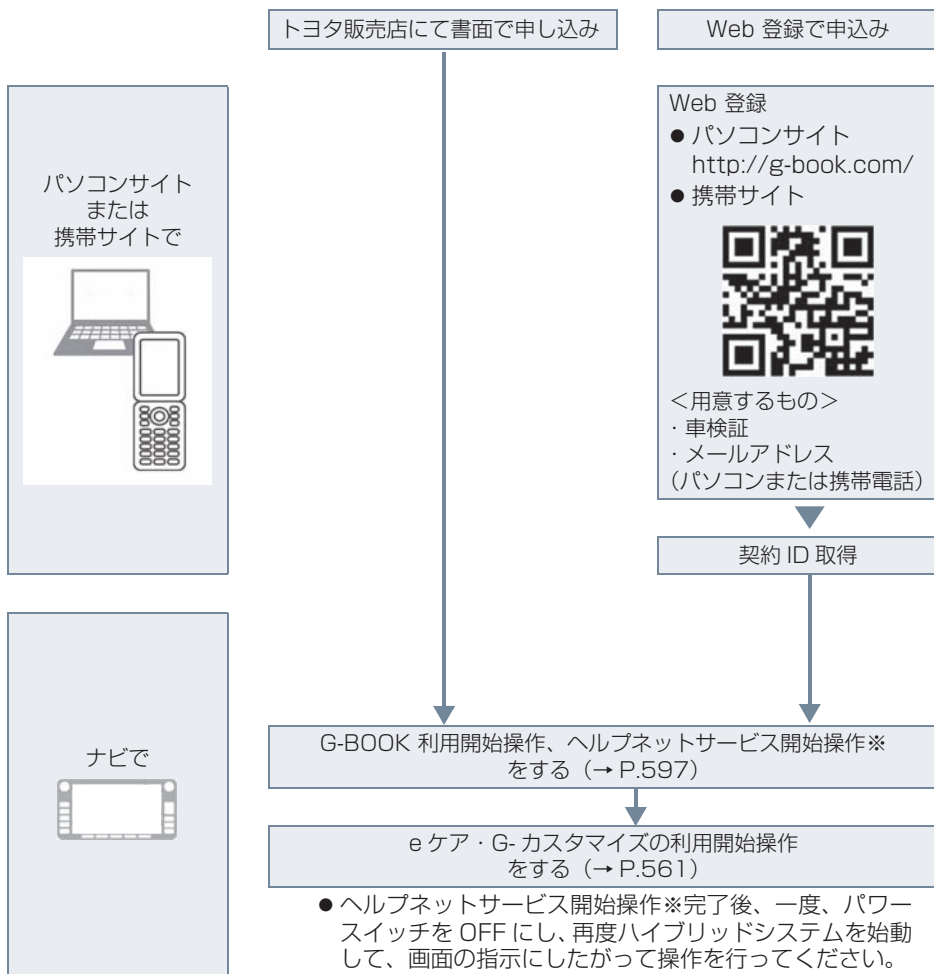 トヨタ販売店にて書面で申し込み
Web 登録で申込み
パソコンサイト
または
携帯サイトで
Web 登録
● パソコンサイト
http://g-book.com/
● 携帯サイト
＜用意するもの＞
・車検証
・メールアドレス
（パソコンまたは携帯電話）
契約 ID 取得
ナビで
G-BOOK 利用開始操作、ヘルプネットサービス開始操作※
をする（→ P.597）
e ケア・G- カスタマイズの利用開始操作
をする（→ P.561）
● ヘルプネットサービス開始操作※完了後、一度、パワー
スイッチを OFF にし、再度ハイブリッドシステムを始動
して、画面の指示にしたがって操作を行ってください。